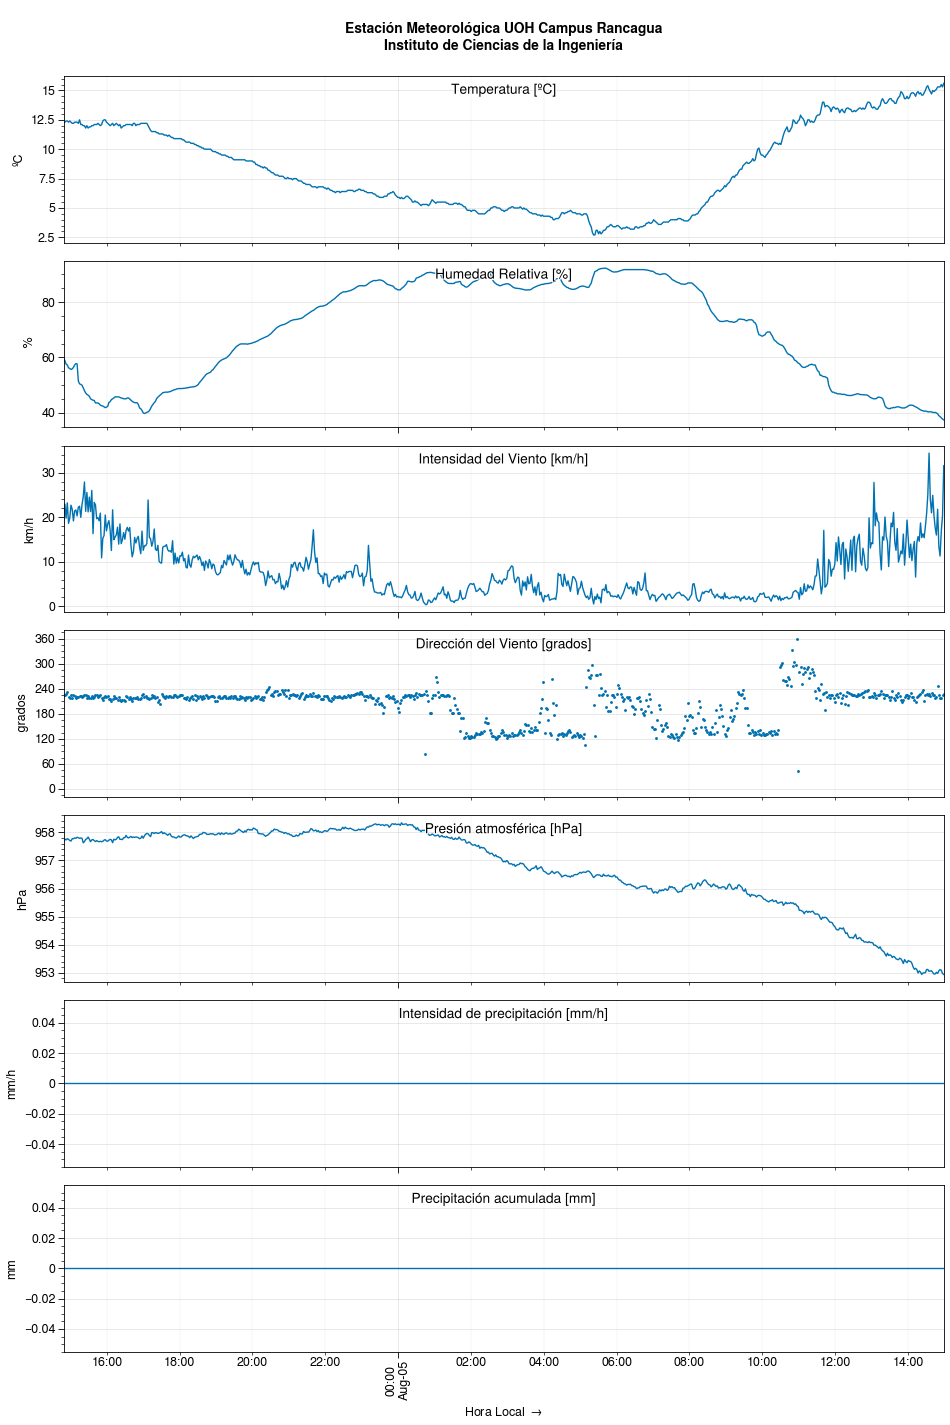 Estación Meteorológica UOH Campus Rancagua
Instituto de Ciencias de la Ingeniería
Temperatura [ºC]
15
12.5
10
7.5
5
2.5
ºC
Humedad Relativa [%]
80
60
40
%
Intensidad del Viento [km/h]
30
20
10
0
km/h
Dirección del Viento [grados]
360
300
240
180
120
60
0
grados
Presión atmosférica [hPa]
958
957
956
955
954
953
hPa
Intensidad de precipitación [mm/h]
0.04
0.02
0
−0.02
−0.04
mm/h
Precipitación acumulada [mm]
0.04
0.02
0
−0.02
−0.04
mm
16:00 18:00 20:00 22:00 00:00 02:00 04:00 06:00 08:00 10:00 12:00 14:00
Aug-05
Hora Local →